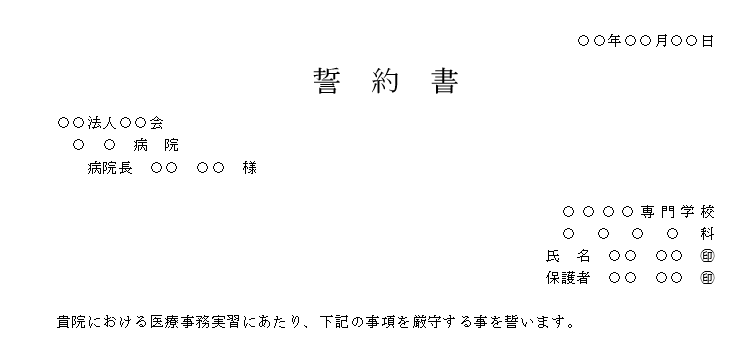 ○○年○○月○○日
誓　約　書
○○法人○○会
○　○　病　院
病院長　○○　○○　様
○○○○専門学校
○　○　○　○　科
氏　名　○○　○○　㊞
保護者　○○　○○　㊞
貴院における医療事務実習にあたり、下記の事項を厳守する事を誓います。